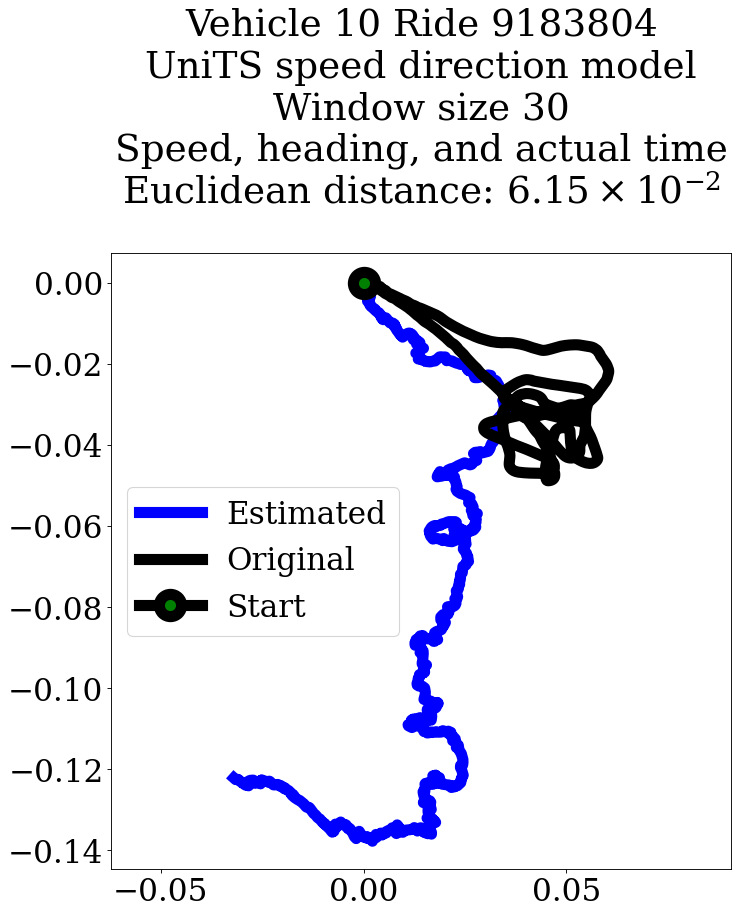 Vehicle 10 Ride 9183804
UniTS speed direction model
Window size 30
Speed, heading, and actual time
Euclidean distance: 6.15 × 10⁻²
0.00
−0.02
−0.04
−0.06
−0.08
−0.10
−0.12
−0.14
Estimated
Original
Start
−0.05 0.00 0.05